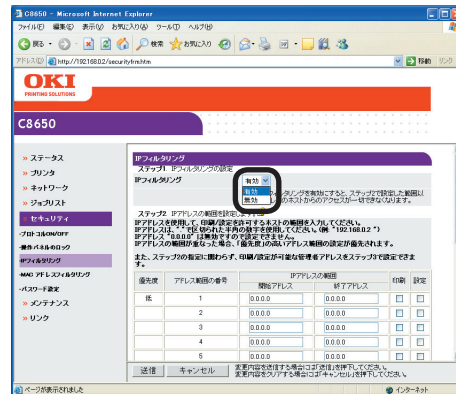 C8650 - Microsoft Internet Explorer
ファイル(F) 編集(E) 表示(V) お気に入り(A) ツール(T) ヘルプ(H)
戻る 検索 お気に入り
アドレス(D) http://192.168.0.2/securityfrm.htm 移動 リンク
OKI
PRINTING SOLUTIONS
C8650
» ステータス
» プリンタ
» ネットワーク
» ジョブリスト
» セキュリティ
・プロトコルON/OFF
・操作パネルのロック
・IPフィルタリング
・MAC アドレスフィルタリング
・パスワード設定
» メンテナンス
» リンク
IPフィルタリング
ステップ1. IPフィルタリングの設定
IPフィルタリング 有効
有効
無効
フィルタリングを有効にすると、ステップ2で設定した範囲以
のホストからのアクセスが一切できなくなります。
ステップ2. IPアドレスの範囲を設定し
IPアドレスを使用して、印刷/設定を許可するホストの範囲を入力してください。
IPアドレスは、"."で区切られた半角の数字を使用してください。(例 "192.168.0.2")
IPアドレス "0.0.0.0" は無効ですので設定できません。
IPアドレスの範囲が重なった場合、「優先度」の高いアドレス範囲の設定が優先されます。
また、ステップ2の設定に関わらず、印刷/設定が可能な管理者アドレスをステップ3で設定できます。
優先度 アドレス範囲の番号 IPアドレスの範囲 印刷 設定
開始アドレス 終了アドレス
低 1 0.0.0.0 0.0.0.0
2 0.0.0.0 0.0.0.0
3 0.0.0.0 0.0.0.0
4 0.0.0.0 0.0.0.0
5 0.0.0.0 0.0.0.0
送信 キャンセル 変更内容を送信する場合には「送信」を押下してください。
変更内容をクリアする場合には「キャンセル」を押下してください。
ページが表示されました インターネット